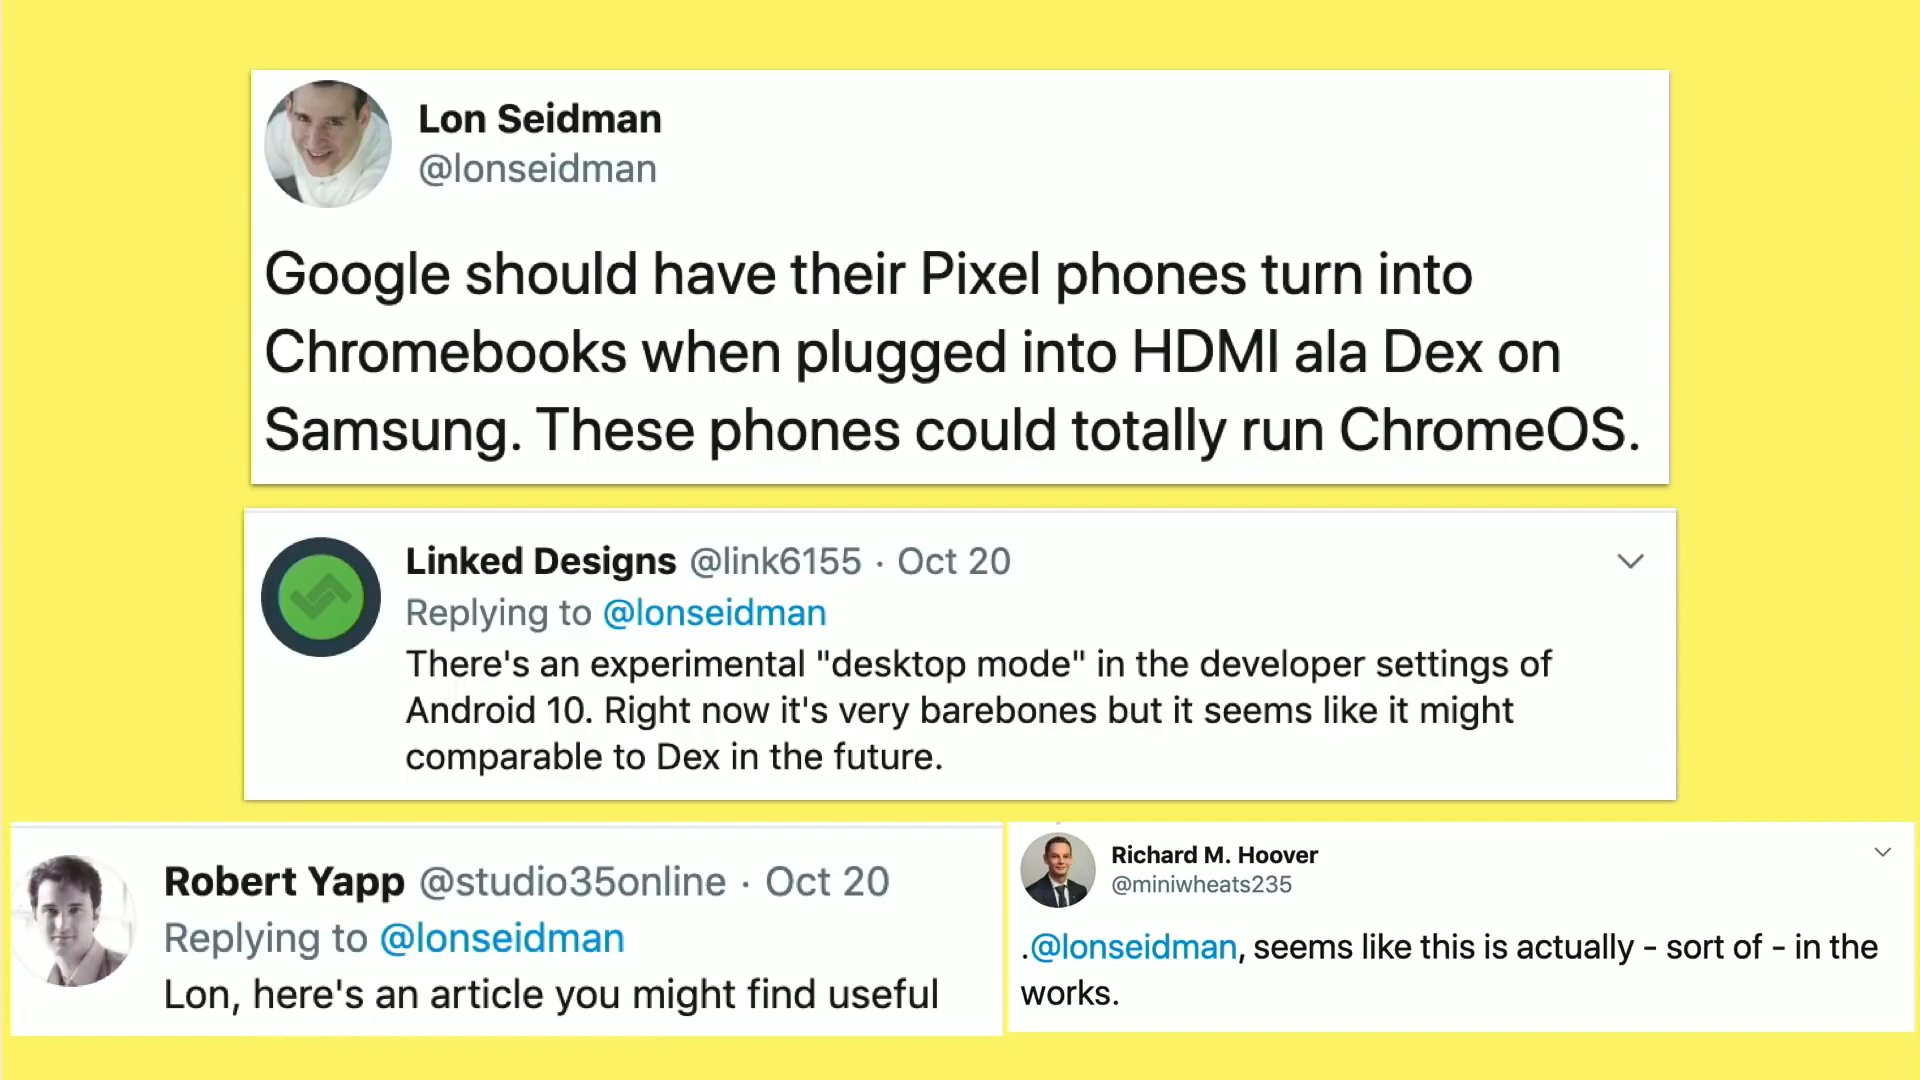 Lon Seidman
@lonseidman
Google should have their Pixel phones turn into
Chromebooks when plugged into HDMI ala Dex on
Samsung. These phones could totally run ChromeOS.
Linked Designs @link6155 · Oct 20
Replying to @lonseidman
There's an experimental "desktop mode" in the developer settings of
Android 10. Right now it's very barebones but it seems like it might
comparable to Dex in the future.
Robert Yapp @studio35online · Oct 20
Replying to @lonseidman
Lon, here's an article you might find useful
Richard M. Hoover
@miniwheats235
.@lonseidman, seems like this is actually - sort of - in the
works.